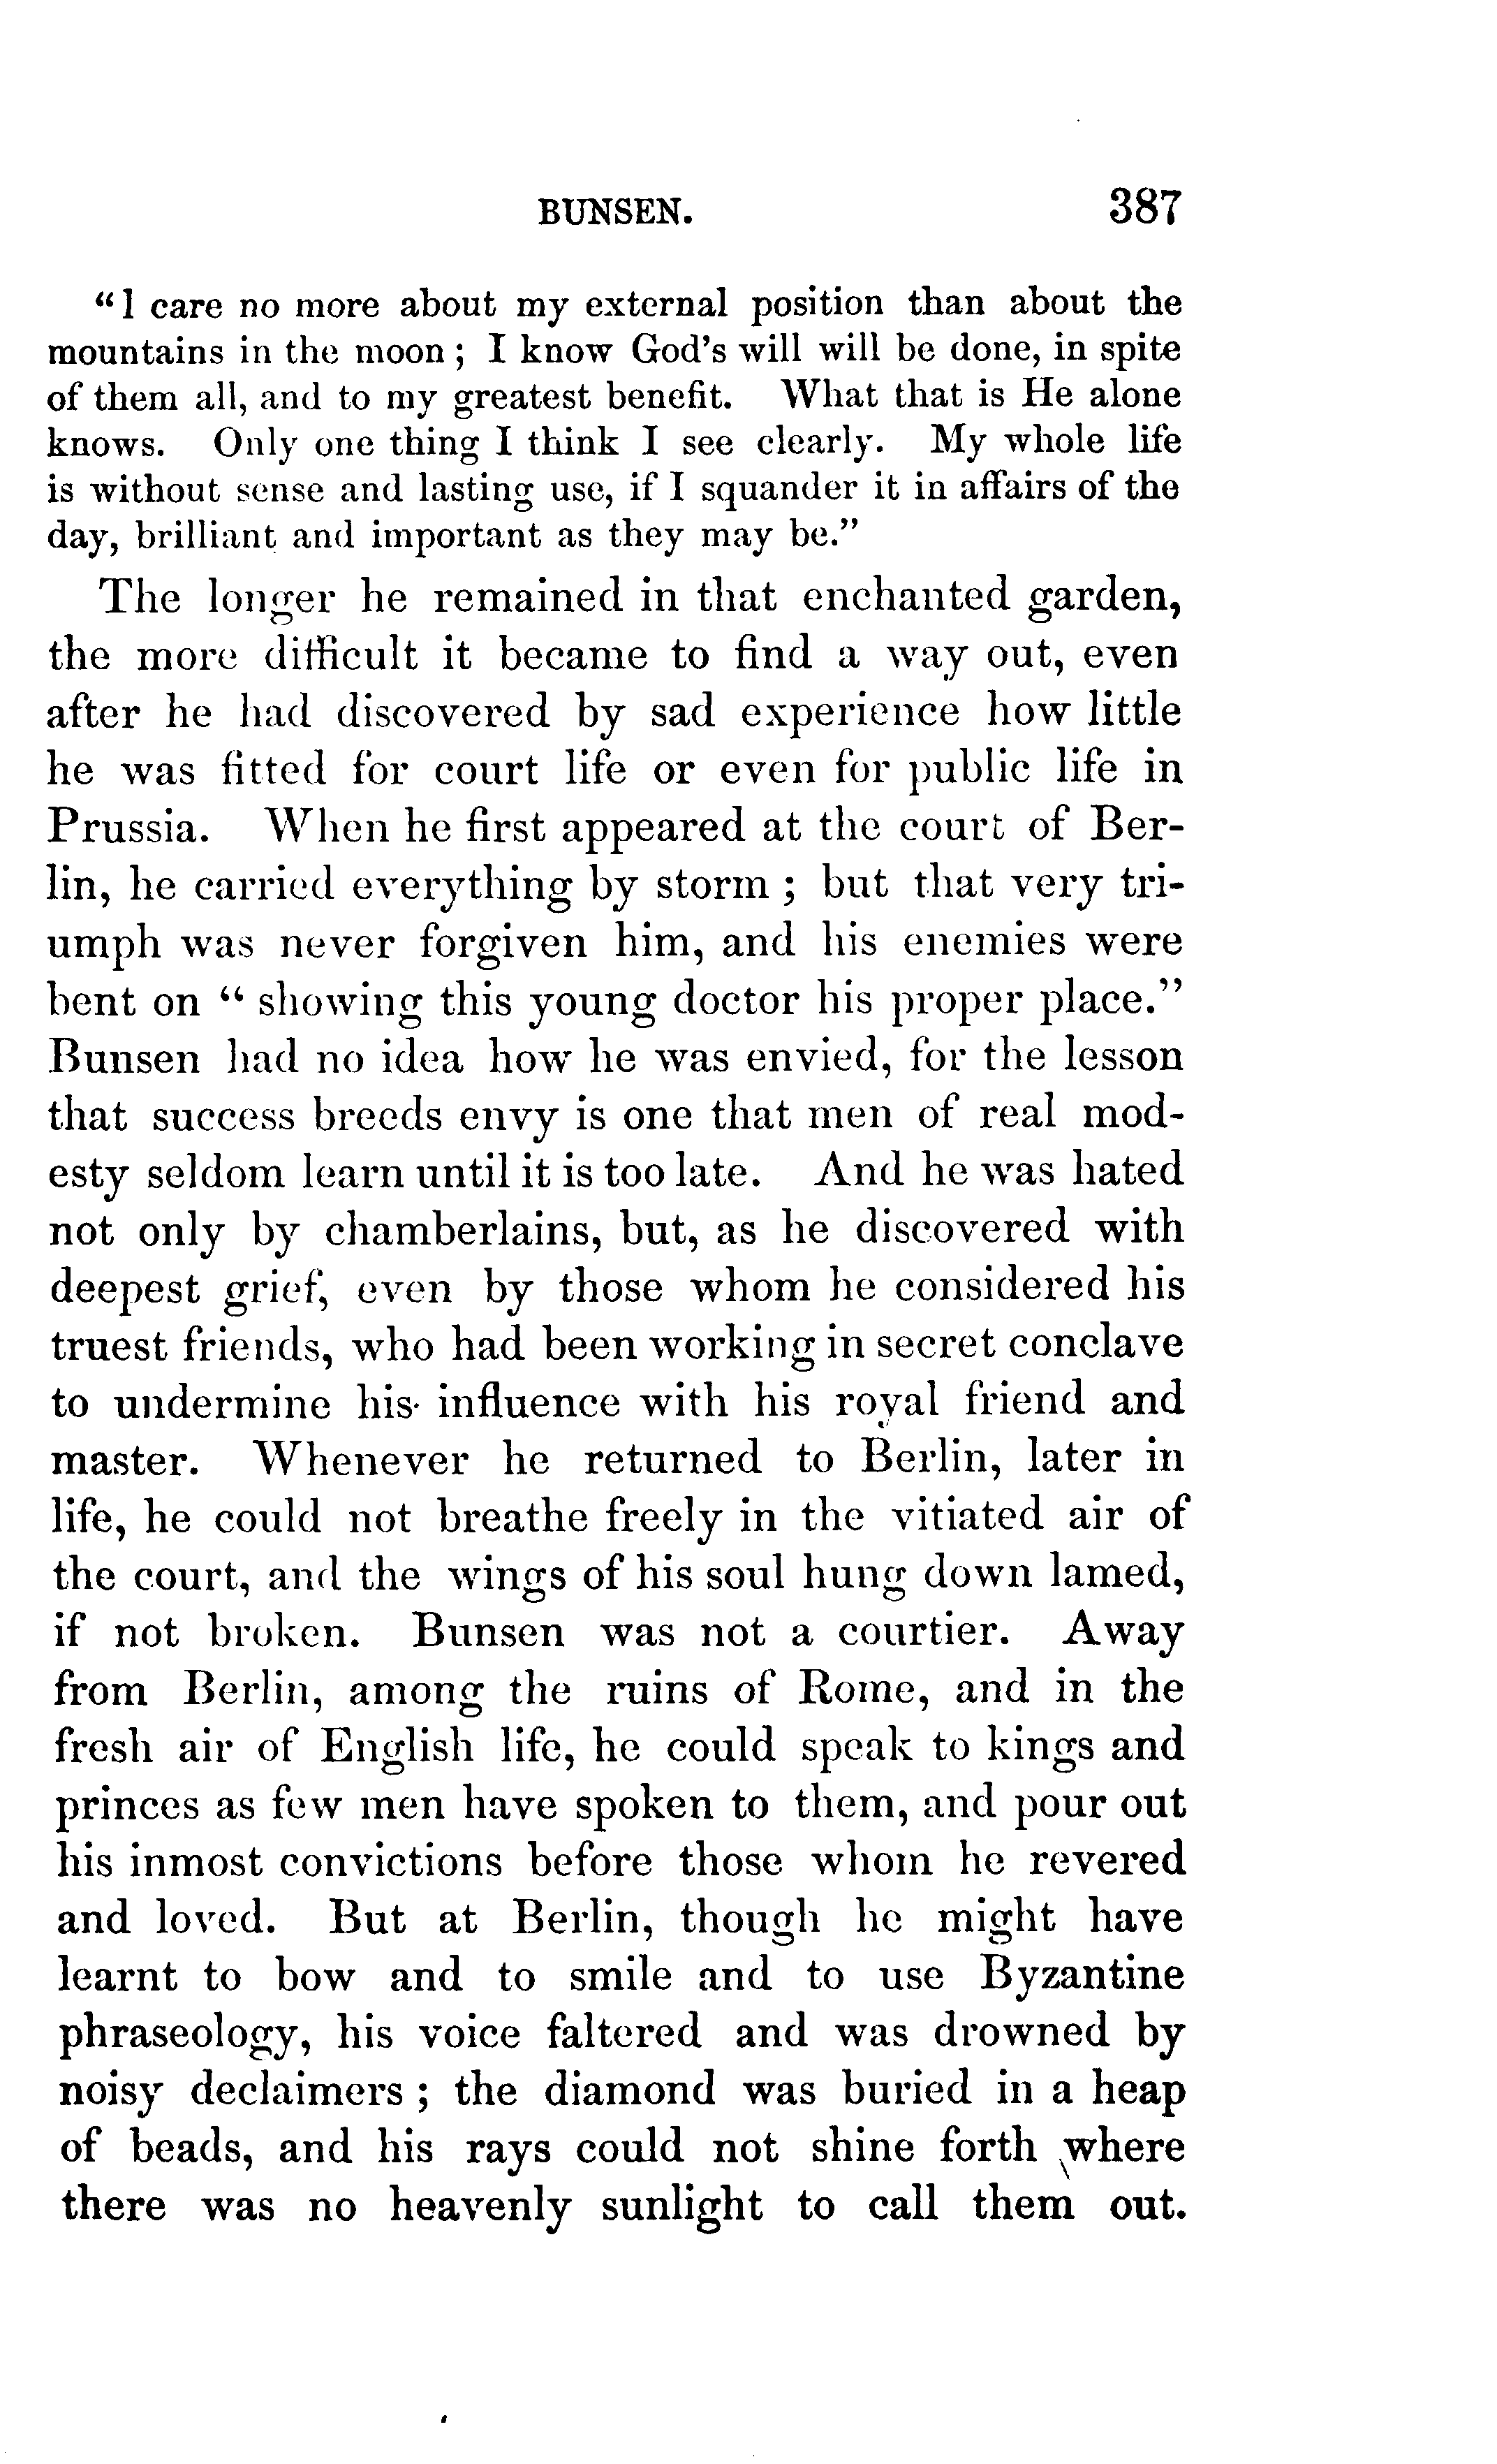 BUNSEN. 387
"I care no more about my external position than about the
mountains in the moon ; I know God's will will be done, in spite
of them all, and to my greatest benefit. What that is He alone
knows. Only one thing I think I see clearly. My whole life
is without sense and lasting use, if I squander it in affairs of the
day, brilliant and important as they may be."
The longer he remained in that enchanted garden,
the more difficult it became to find a way out, even
after he had discovered by sad experience how little
he was fitted for court life or even for public life in
Prussia. When he first appeared at the court of Ber-
lin, he carried everything by storm ; but that very tri-
umph was never forgiven him, and his enemies were
bent on " showing this young doctor his proper place."
Bunsen had no idea how he was envied, for the lesson
that success breeds envy is one that men of real mod-
esty seldom learn until it is too late. And he was hated
not only by chamberlains, but, as he discovered with
deepest grief, even by those whom he considered his
truest friends, who had been working in secret conclave
to undermine his influence with his royal friend and
master. Whenever he returned to Berlin, later in
life, he could not breathe freely in the vitiated air of
the court, and the wings of his soul hung down lamed,
if not broken. Bunsen was not a courtier. Away
from Berlin, among the ruins of Rome, and in the
fresh air of English life, he could speak to kings and
princes as few men have spoken to them, and pour out
his inmost convictions before those whom he revered
and loved. But at Berlin, though he might have
learnt to bow and to smile and to use Byzantine
phraseology, his voice faltered and was drowned by
noisy declaimers ; the diamond was buried in a heap
of beads, and his rays could not shine forth where
there was no heavenly sunlight to call them out.